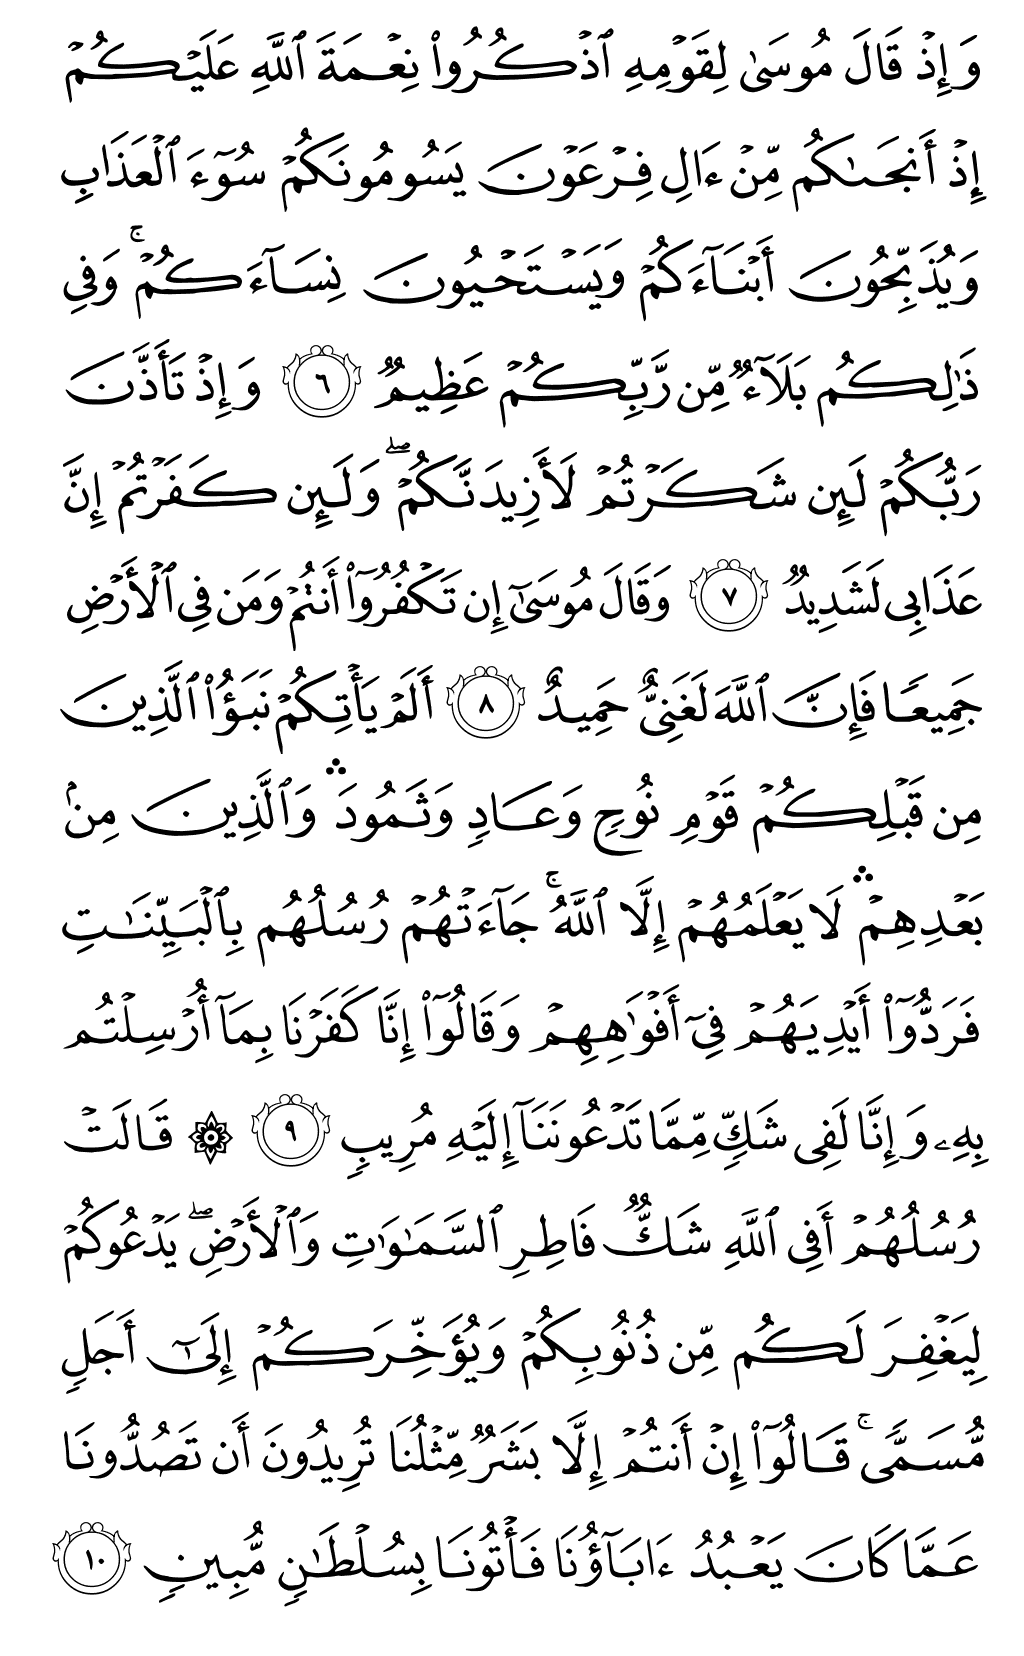 وَإِذۡ قَالَ مُوسَىٰ لِقَوۡمِهِ ٱذۡكُرُواْ نِعۡمَةَ ٱللَّهِ عَلَيۡكُمۡ
إِذۡ أَنجَىٰكُم مِّنۡ ءَالِ فِرۡعَوۡنَ يَسُومُونَكُمۡ سُوٓءَ ٱلۡعَذَابِ
وَيُذَبِّحُونَ أَبۡنَآءَكُمۡ وَيَسۡتَحۡيُونَ نِسَآءَكُمۡۚ وَفِي
ذَٰلِكُم بَلَآءٞ مِّن رَّبِّكُمۡ عَظِيمٞ ٦ وَإِذۡ تَأَذَّنَ
رَبُّكُمۡ لَئِن شَكَرۡتُمۡ لَأَزِيدَنَّكُمۡۖ وَلَئِن كَفَرۡتُمۡ إِنَّ
عَذَابِي لَشَدِيدٞ ٧ وَقَالَ مُوسَىٰٓ إِن تَكۡفُرُوٓاْ أَنتُمۡ وَمَن فِي ٱلۡأَرۡضِ
جَمِيعٗا فَإِنَّ ٱللَّهَ لَغَنِيٌّ حَمِيدٌ ٨ أَلَمۡ يَأۡتِكُمۡ نَبَؤُاْ ٱلَّذِينَ
مِن قَبۡلِكُمۡ قَوۡمِ نُوحٖ وَعَادٖ وَثَمُودَۛ وَٱلَّذِينَ مِنۢ
بَعۡدِهِمۡۛ لَا يَعۡلَمُهُمۡ إِلَّا ٱللَّهُۚ جَآءَتۡهُمۡ رُسُلُهُم بِٱلۡبَيِّنَٰتِ
فَرَدُّوٓاْ أَيۡدِيَهُمۡ فِيٓ أَفۡوَٰهِهِمۡ وَقَالُوٓاْ إِنَّا كَفَرۡنَا بِمَآ أُرۡسِلۡتُم
بِهِۦ وَإِنَّا لَفِي شَكّٖ مِّمَّا تَدۡعُونَنَآ إِلَيۡهِ مُرِيبٖ ٩ ۞ قَالَتۡ
رُسُلُهُمۡ أَفِي ٱللَّهِ شَكّٞ فَاطِرِ ٱلسَّمَٰوَٰتِ وَٱلۡأَرۡضِۖ يَدۡعُوكُمۡ
لِيَغۡفِرَ لَكُم مِّن ذُنُوبِكُمۡ وَيُؤَخِّرَكُمۡ إِلَىٰٓ أَجَلٖ
مُّسَمّٗىۚ قَالُوٓاْ إِنۡ أَنتُمۡ إِلَّا بَشَرٞ مِّثۡلُنَا تُرِيدُونَ أَن تَصُدُّونَا
عَمَّا كَانَ يَعۡبُدُ ءَابَآؤُنَا فَأۡتُونَا بِسُلۡطَٰنٖ مُّبِينٖ ١٠